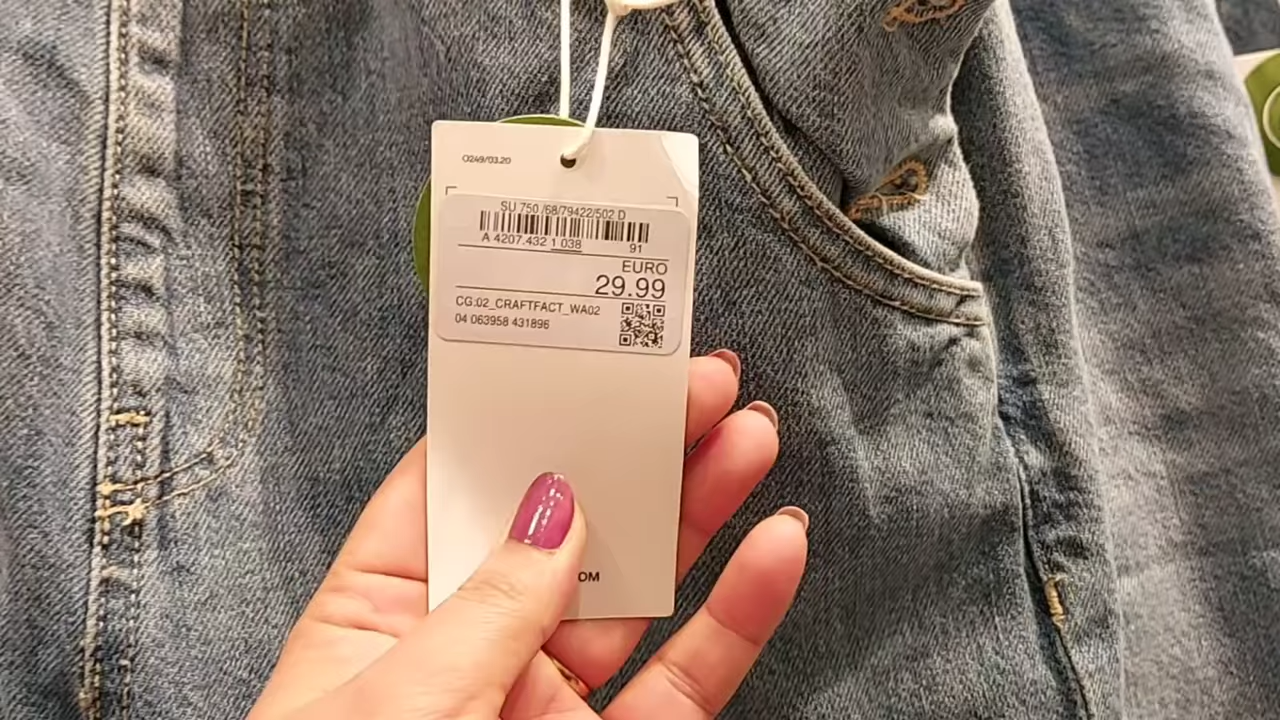 0249/03.20
SU 750 /68/79422/502 D
A 4207.432 1 038
91
EURO
29.99
CG:02_CRAFTFACT_WA02
04 063958 431896
OM